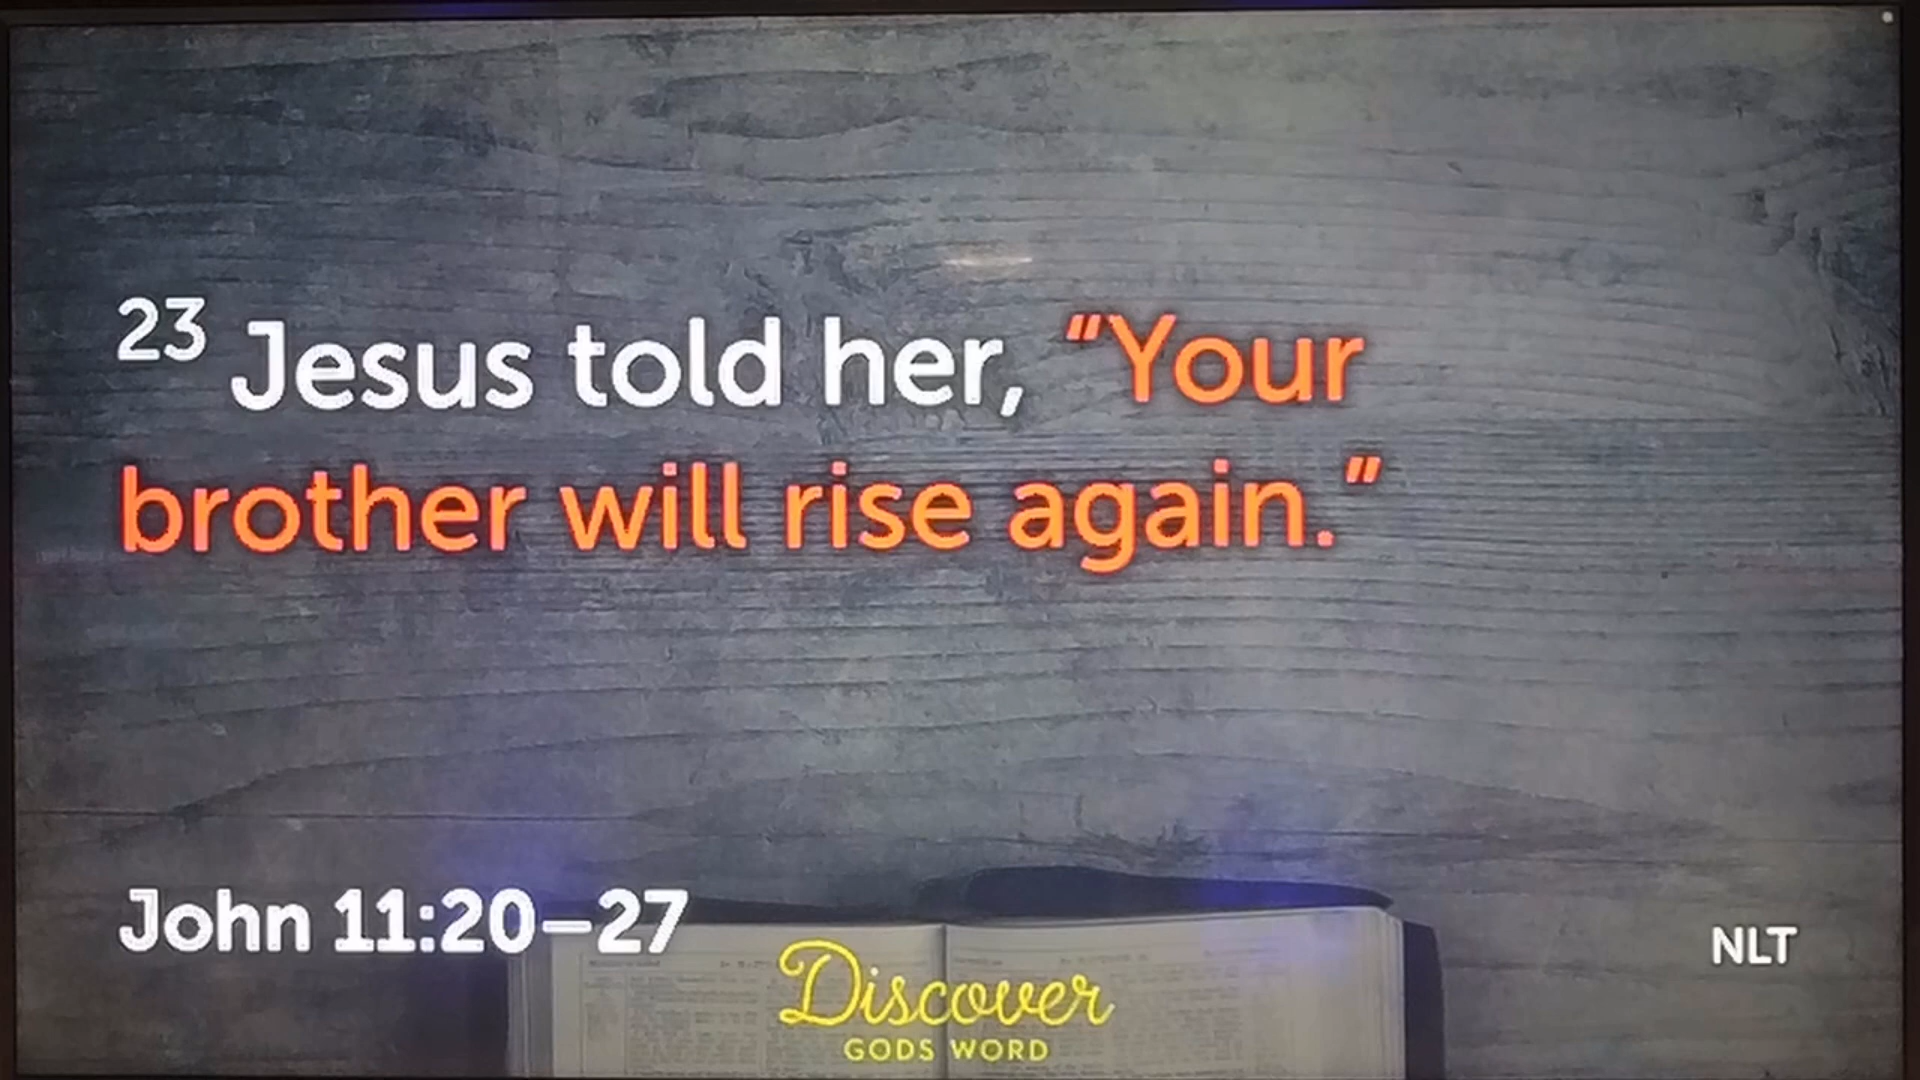 23 Jesus told her, “Your
brother will rise again.”
John 11:20–27
NLT
Discover
GODS WORD